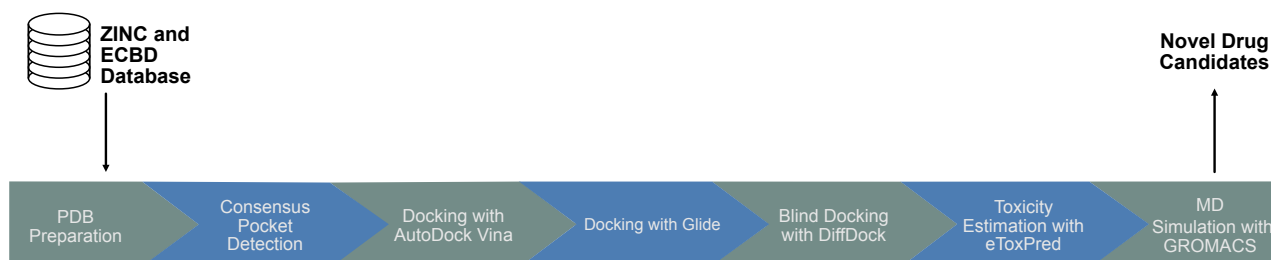 ZINC and
ECBD
Database
Novel Drug
Candidates
PDB
Preparation
Consensus
Pocket
Detection
Docking with
AutoDock Vina
Docking with Glide
Blind Docking
with DiffDock
Toxicity
Estimation with
eToxPred
MD
Simulation with
GROMACS